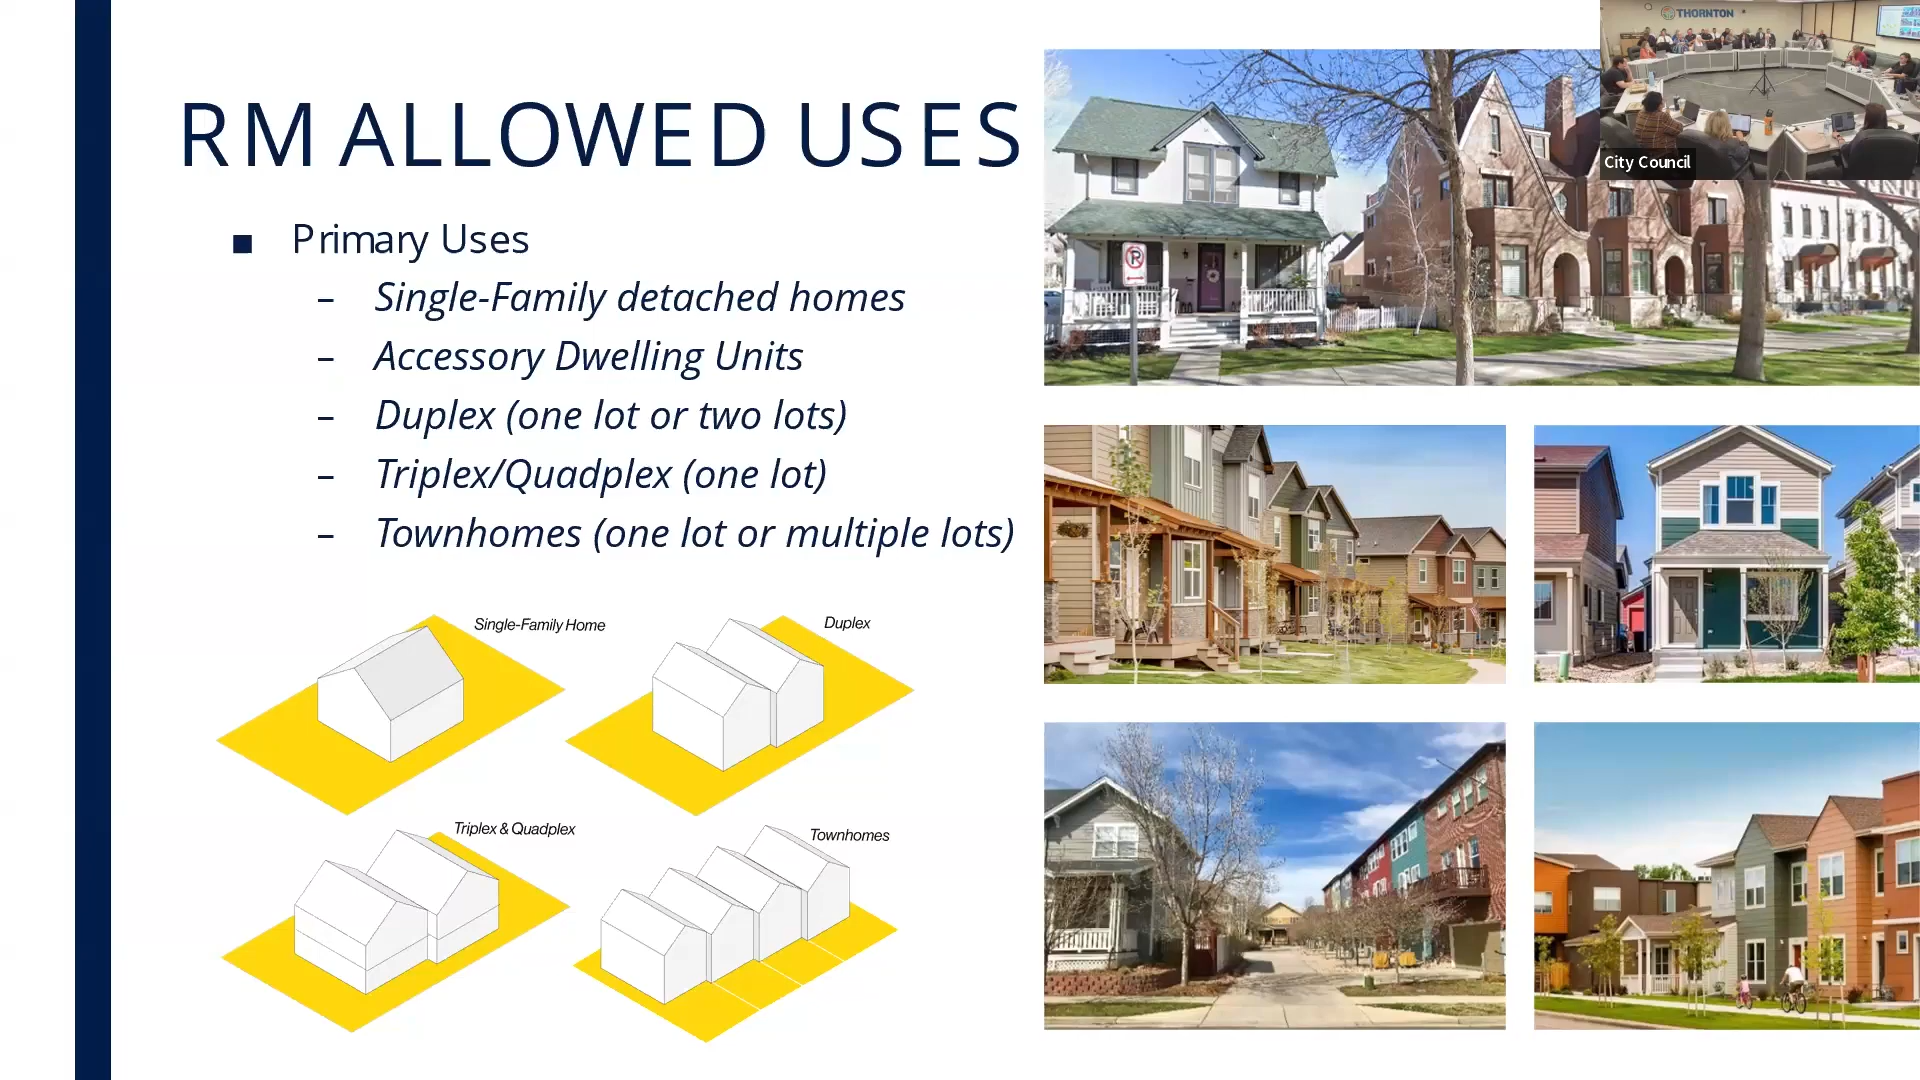 RM ALLOWED USES
THORNTON
City Council
■ Primary Uses
– Single-Family detached homes
– Accessory Dwelling Units
– Duplex (one lot or two lots)
– Triplex/Quadplex (one lot)
– Townhomes (one lot or multiple lots)
Single-Family Home
Duplex
Triplex & Quadplex
Townhomes
P